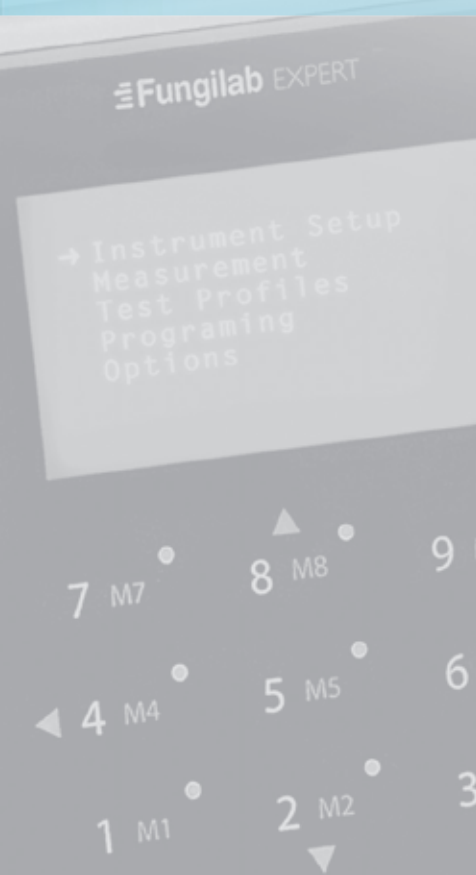 Fungilab EXPERT
➔ Instrument Setup
Measurement
Test Profiles
Programing
Options
7 M7 8 M8 9
4 M4 5 M5 6
1 M1 2 M2 3